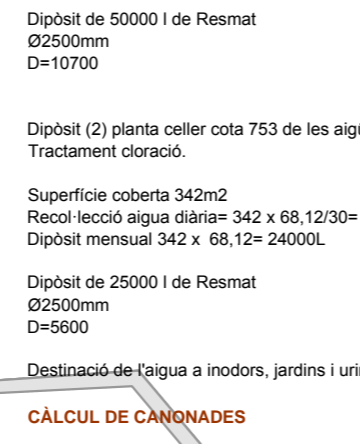 Dipòsit de 50000 l de Resmat
Ø2500mm
D=10700
Dipòsit (2) planta celler cota 753 de les
Tractament cloració.
Superfície coberta 342m2
Recol·lecció aigua diària= 342 x 68,12/30=
Dipòsit mensual 342 x 68,12= 24000L
Dipòsit de 25000 l de Resmat
Ø2500mm
D=5600
Destinació de l'aigua a inodors, jardins i
CÀLCUL DE CANONADES